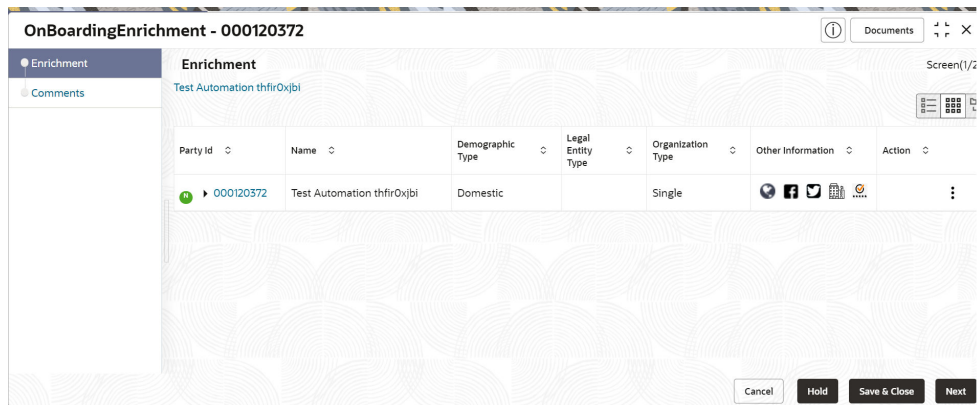 OnBoardingEnrichment - 000120372
Documents
Enrichment
Comments
Enrichment
Screen(1/2
Test Automation thfir0xjbi
Party Id
Name
Demographic Type
Legal Entity Type
Organization Type
Other Information
Action
N
000120372
Test Automation thfir0xjbi
Domestic
Single
Cancel
Hold
Save & Close
Next